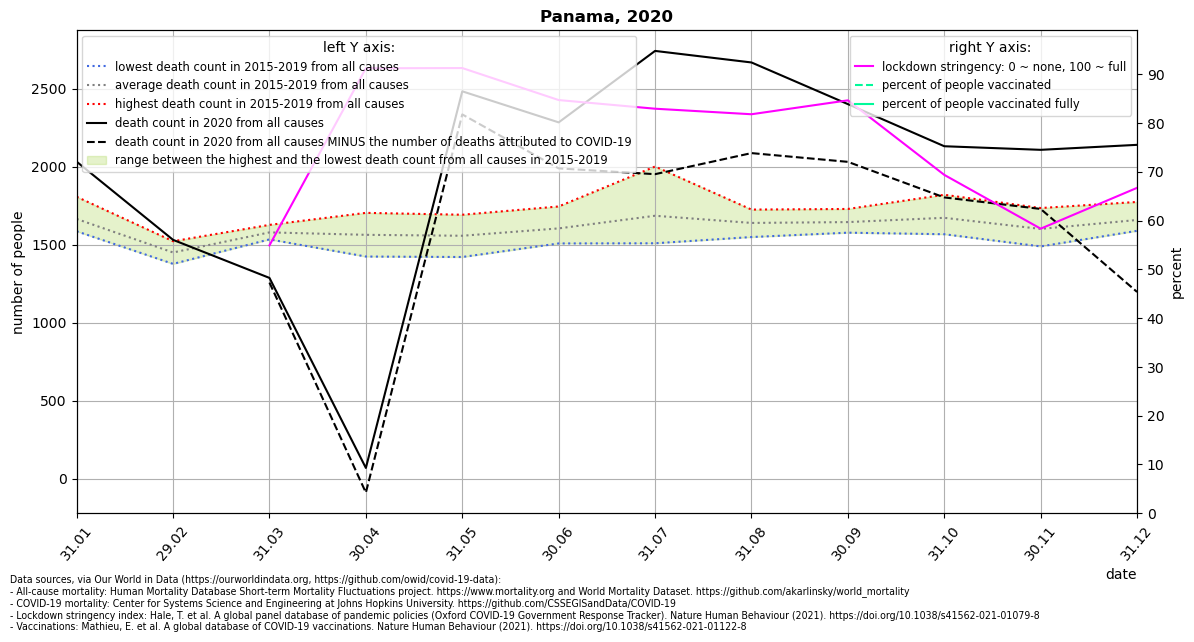 Panama, 2020
left Y axis:
lowest death count in 2015-2019 from all causes
average death count in 2015-2019 from all causes
highest death count in 2015-2019 from all causes
death count in 2020 from all causes
death count in 2020 from all causes MINUS the number of deaths attributed to COVID-19
range between the highest and the lowest death count from all causes in 2015-2019
right Y axis:
lockdown stringency: 0 ~ none, 100 ~ full
percent of people vaccinated
percent of people vaccinated fully
number of people
2500
2000
1500
1000
500
0
percent
90
80
70
60
50
40
30
20
10
0
31.01
29.02
31.03
30.04
31.05
30.06
31.07
31.08
30.09
31.10
30.11
31.12
date
Data sources, via Our World in Data (https://ourworldindata.org, https://github.com/owid/covid-19-data):
- All-cause mortality: Human Mortality Database Short-term Mortality Fluctuations project. https://www.mortality.org and World Mortality Dataset. https://github.com/akarlinsky/world_mortality
- COVID-19 mortality: Center for Systems Science and Engineering at Johns Hopkins University. https://github.com/CSSEGISandData/COVID-19
- Lockdown stringency index: Hale, T. et al. A global panel database of pandemic policies (Oxford COVID-19 Government Response Tracker). Nature Human Behaviour (2021). https://doi.org/10.1038/s41562-021-01079-8
- Vaccinations: Mathieu, E. et al. A global database of COVID-19 vaccinations. Nature Human Behaviour (2021). https://doi.org/10.1038/s41562-021-01122-8